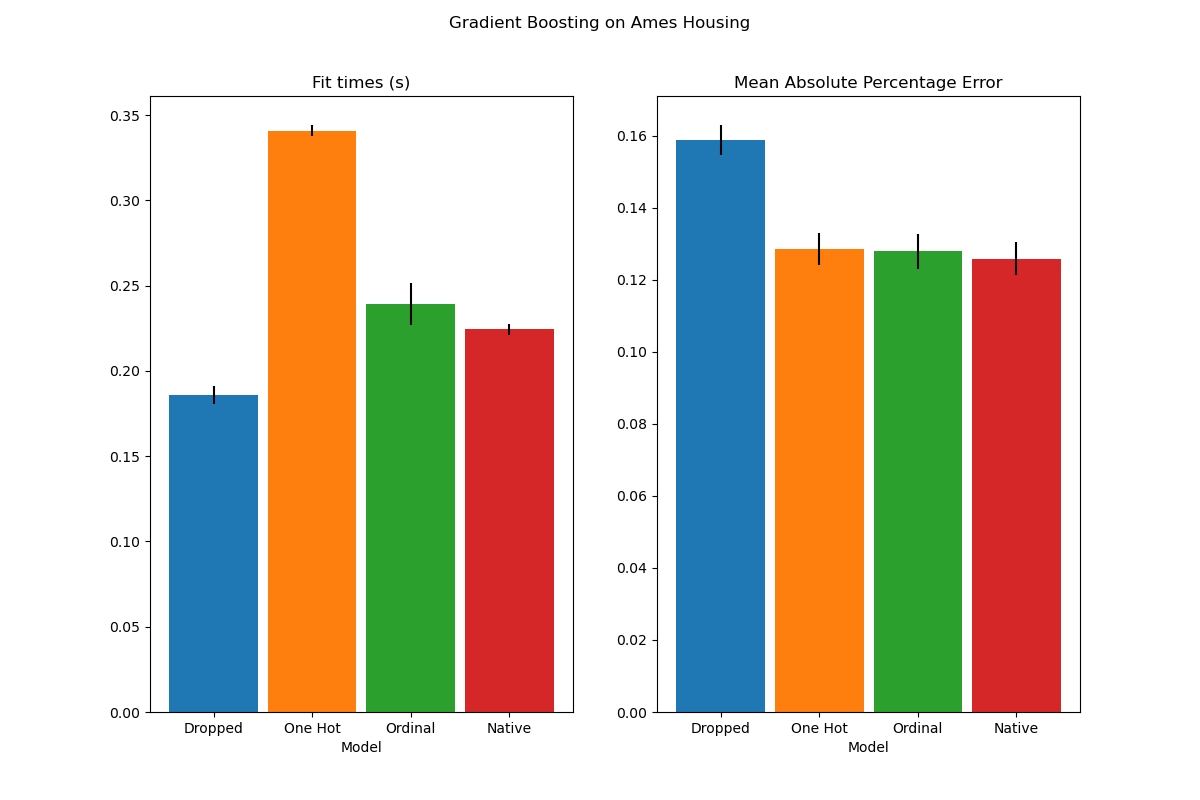 Gradient Boosting on Ames Housing
Fit times (s)
0.35
0.30
0.25
0.20
0.15
0.10
0.05
0.00
Dropped One Hot Ordinal Native
Model
Mean Absolute Percentage Error
0.16
0.14
0.12
0.10
0.08
0.06
0.04
0.02
0.00
Dropped One Hot Ordinal Native
Model